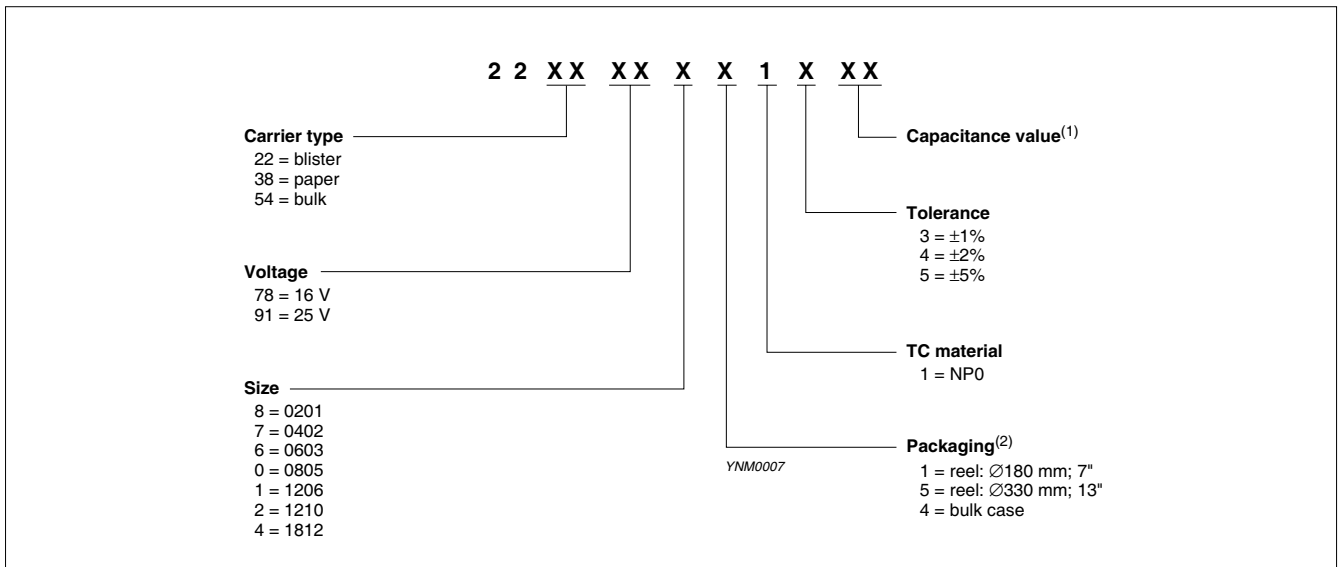 2 2 X X X X X X 1 X X X
Carrier type
22 = blister
38 = paper
54 = bulk
Voltage
78 = 16 V
91 = 25 V
Size
8 = 0201
7 = 0402
6 = 0603
0 = 0805
1 = 1206
2 = 1210
4 = 1812
Capacitance value(1)
Tolerance
3 = ±1%
4 = ±2%
5 = ±5%
TC material
1 = NP0
Packaging(2)
1 = reel: ∅180 mm; 7"
5 = reel: ∅330 mm; 13"
4 = bulk case
YNM0007